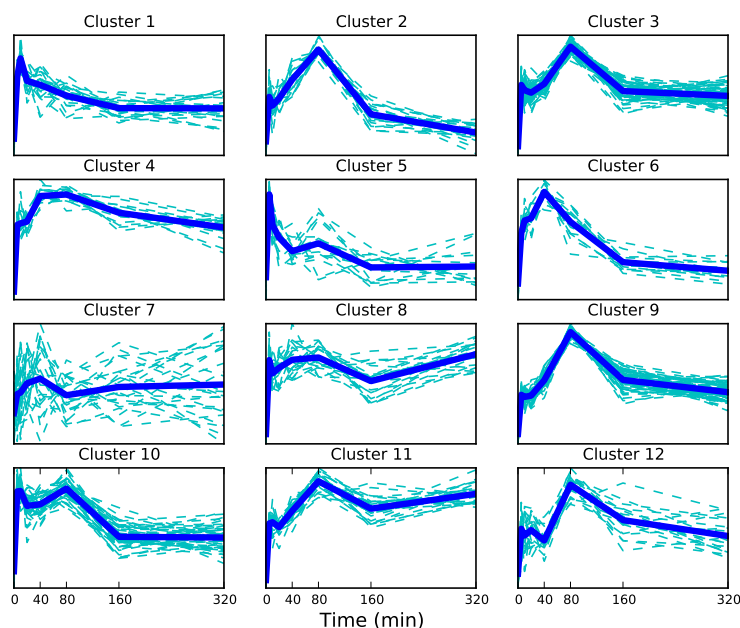 Cluster 1
Cluster 2
Cluster 3
Cluster 4
Cluster 5
Cluster 6
Cluster 7
Cluster 8
Cluster 9
Cluster 10
Cluster 11
Cluster 12
0 40 80 160 320
0 40 80 160 320
0 40 80 160 320
Time (min)